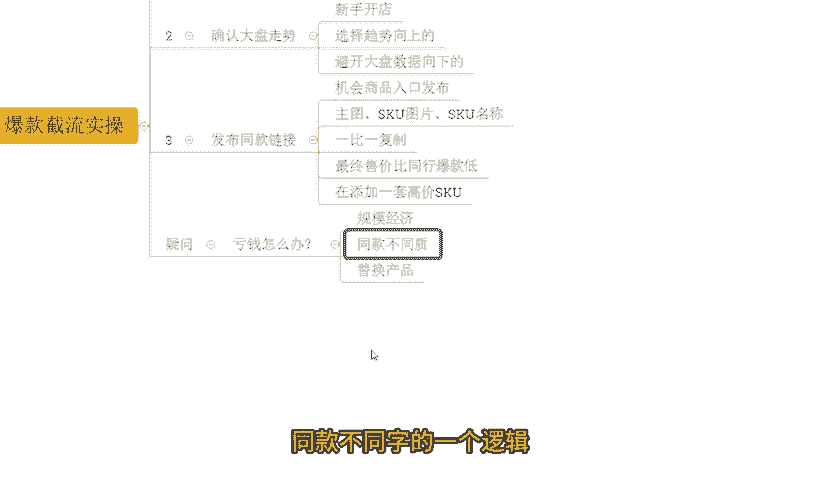 新手开店
2 确认大盘走势 选择趋势向上的
避开大盘数据向下的
机会商品入口发布
主图、SKU图片、SKU名称
爆款截流实操
3 发布同款链接 一比一复制
最终售价比同行爆款低
在添加一套高价SKU
规模经济
疑问 亏钱怎么办？ 同款不同质
替换产品
同款不同字的一个逻辑